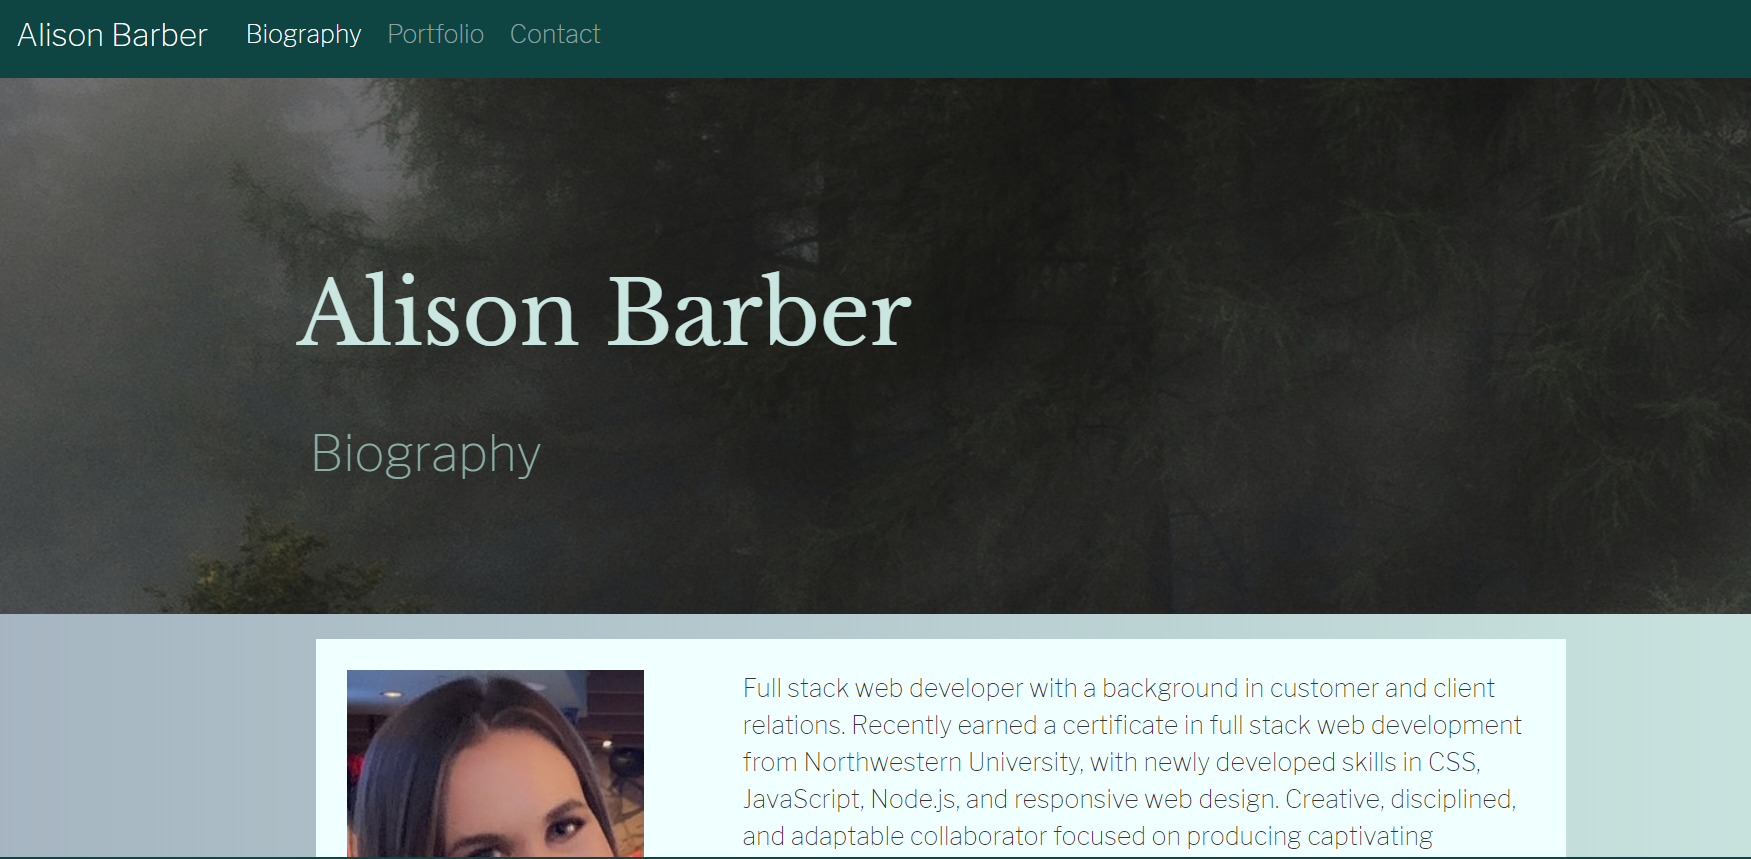 Alison Barber Biography Portfolio Contact
Alison Barber
Biography
Full stack web developer with a background in customer and client
relations. Recently earned a certificate in full stack web development
from Northwestern University, with newly developed skills in CSS,
JavaScript, Node.js, and responsive web design. Creative, disciplined,
and adaptable collaborator focused on producing captivating